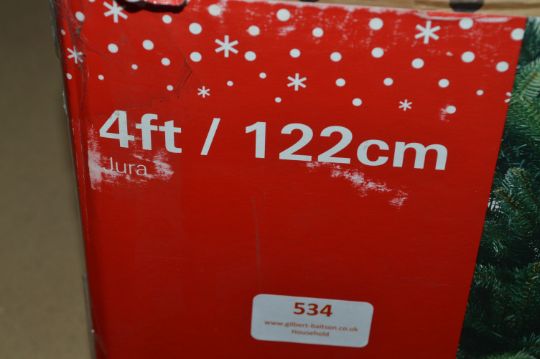 4ft / 122cm
Jura
534
www.gilbert-baitson.co.uk
Household